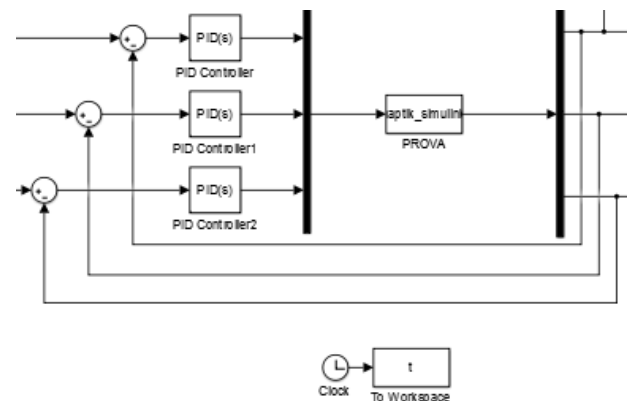 PID(s)
PID Controller
PID(s)
PID Controller1
aptik_simulin
PROVA
PID(s)
PID Controller2
t
Clock
To Workspace